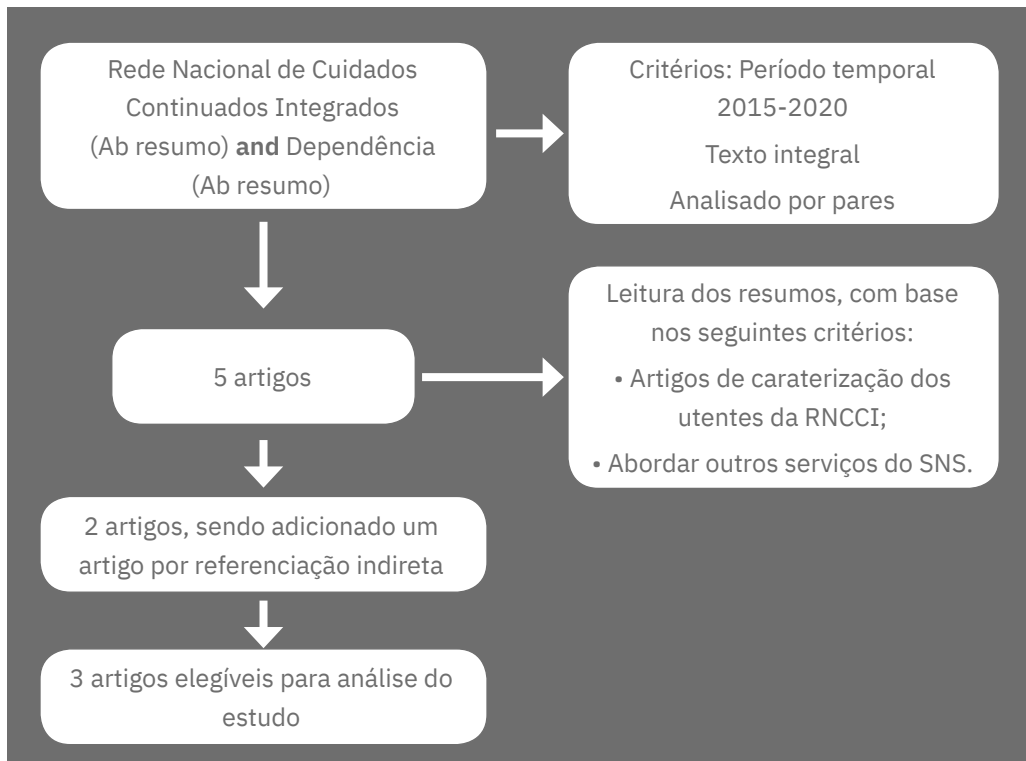 Rede Nacional de Cuidados
Continuados Integrados
(Ab resumo) and Dependência
(Ab resumo)
Critérios: Período temporal
2015-2020
Texto integral
Analisado por pares
5 artigos
Leitura dos resumos, com base
nos seguintes critérios:
• Artigos de caraterização dos
utentes da RNCCI;
• Abordar outros serviços do SNS.
2 artigos, sendo adicionado um
artigo por referenciação indireta
3 artigos elegíveis para análise do
estudo